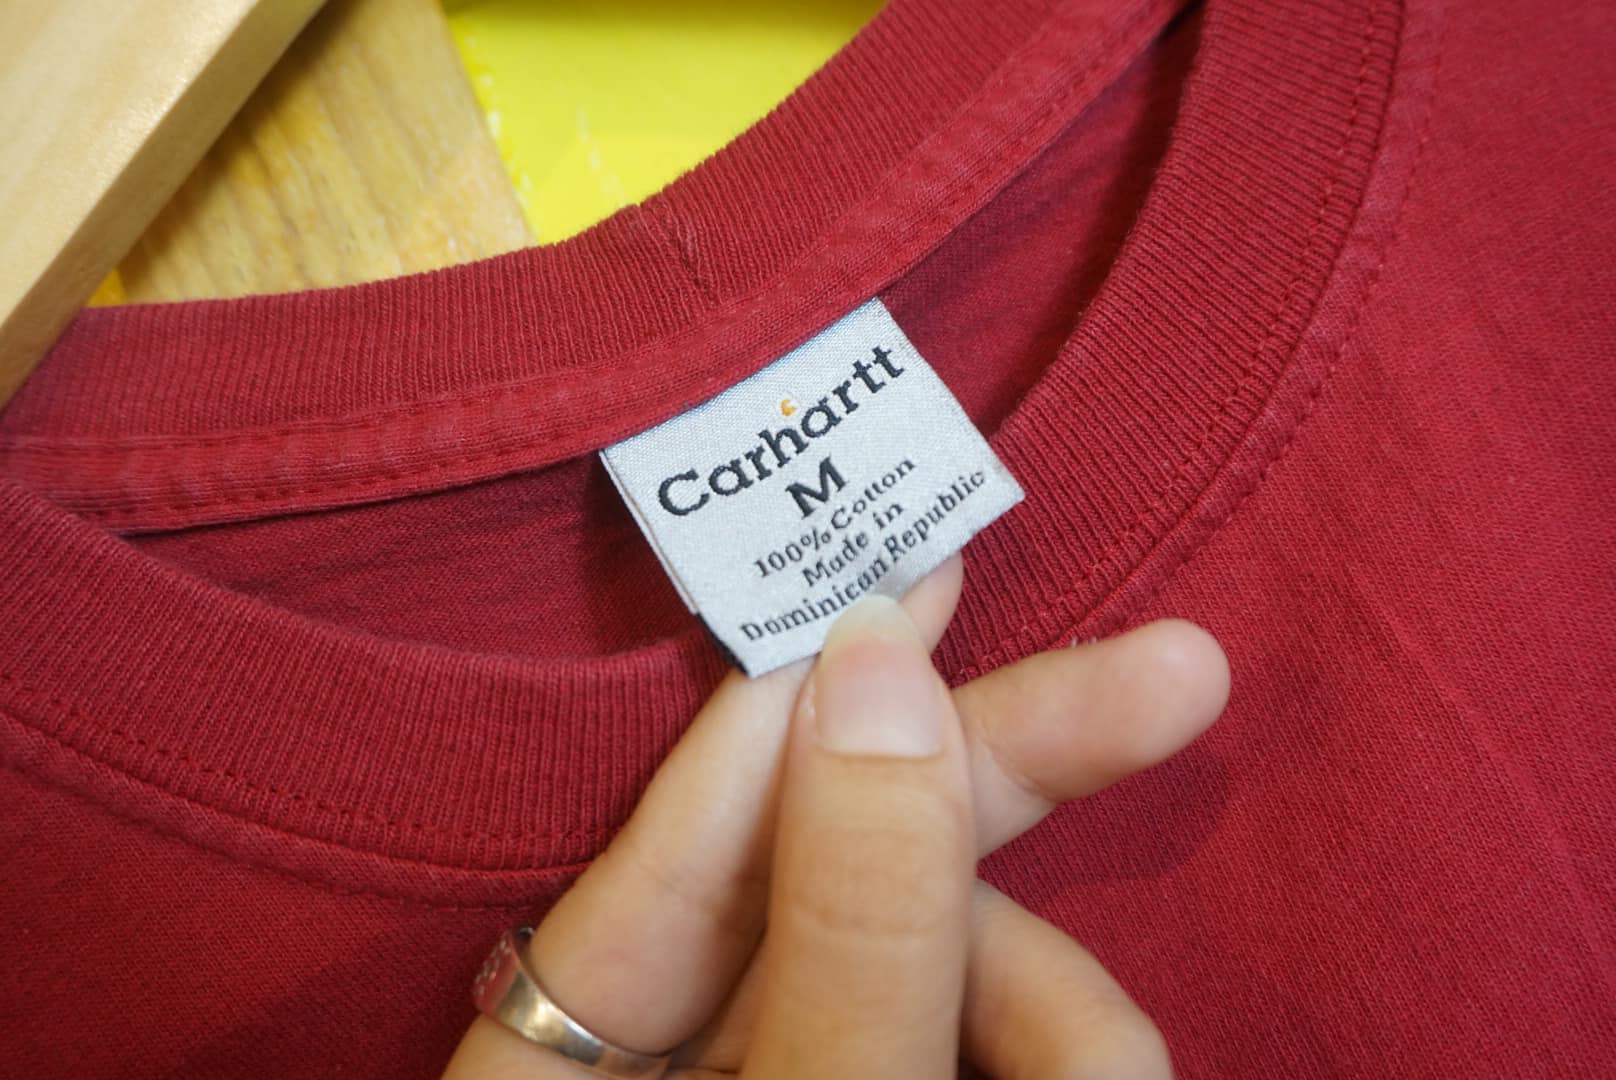 Carhartt
M
100% Cotton
Made in
Dominican Republic